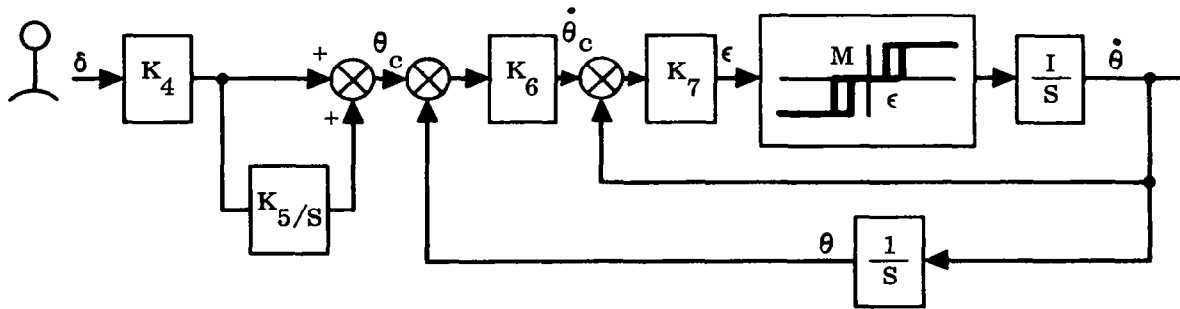 δ
K4
+
+
K5/S
θc
K6
θ̇c
K7
ϵ
M
ϵ
I/S
θ̇
θ
1/S